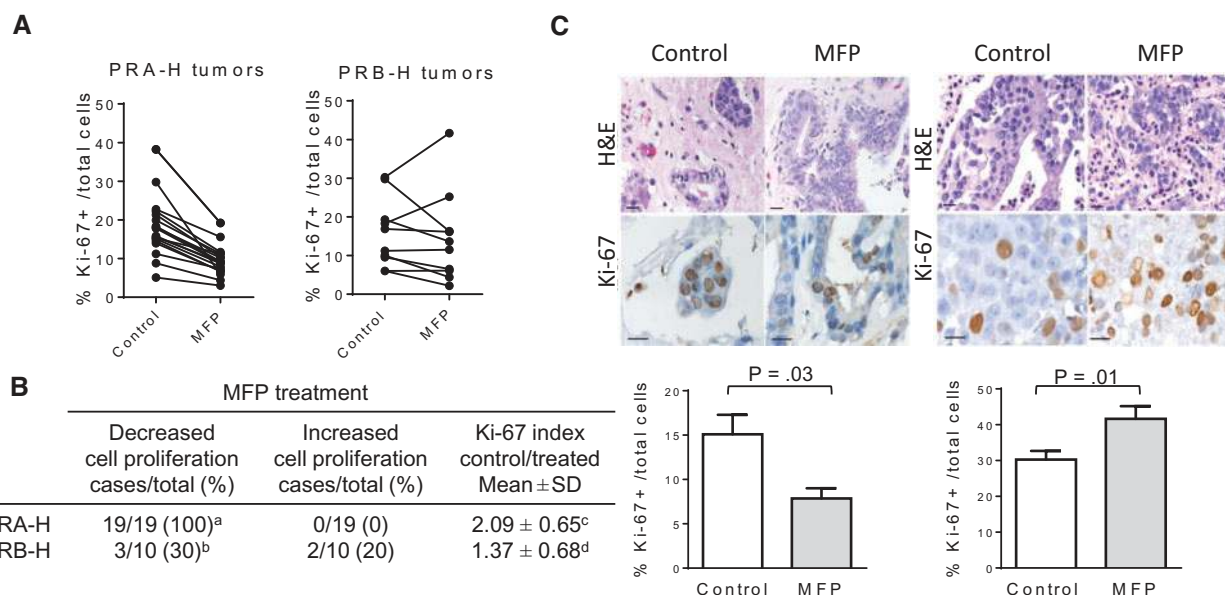 A
PRA-H tumors
PRB-H tumors
% Ki-67+ /total cells
50
40
30
20
10
0
Control
MFP
% Ki-67+ /total cells
50
40
30
20
10
0
Control
MFP
B
MFP treatment
Decreased cell proliferation cases/total (%)
Increased cell proliferation cases/total (%)
Ki-67 index control/treated Mean ± SD
RA-H 19/19 (100)a 0/19 (0) 2.09 ± 0.65c
RB-H 3/10 (30)b 2/10 (20) 1.37 ± 0.68d
C
Control MFP
H&E
Ki-67
Control MFP
H&E
Ki-67
P = .03
% Ki-67+ /total cells
20
15
10
5
0
Control MFP
P = .01
% Ki-67+ /total cells
50
40
30
20
10
0
Control MFP